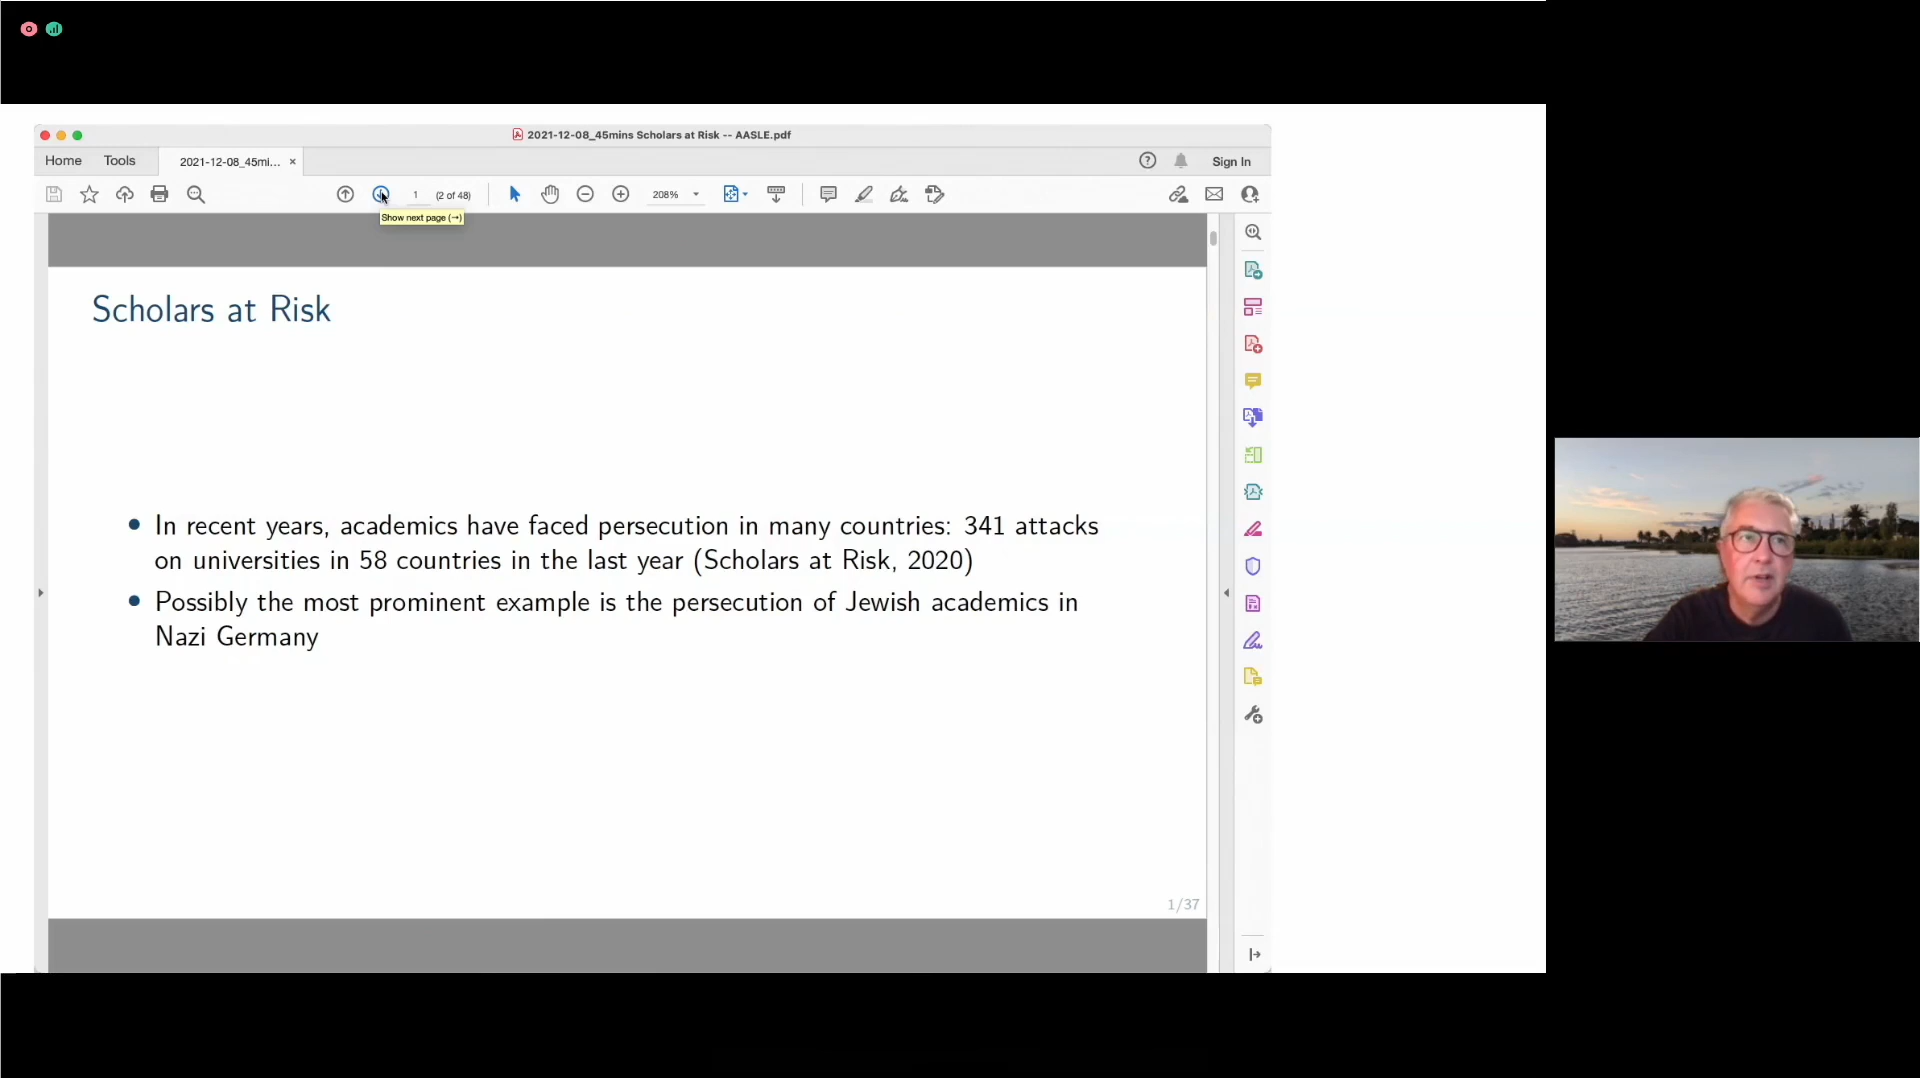 2021-12-08_45mins Scholars at Risk -- AASLE.pdf
Home Tools 2021-12-08_45mi... × Sign In
1 (2 of 48) 208%
Show next page (→)
Scholars at Risk
• In recent years, academics have faced persecution in many countries: 341 attacks
on universities in 58 countries in the last year (Scholars at Risk, 2020)
• Possibly the most prominent example is the persecution of Jewish academics in
Nazi Germany
1/37